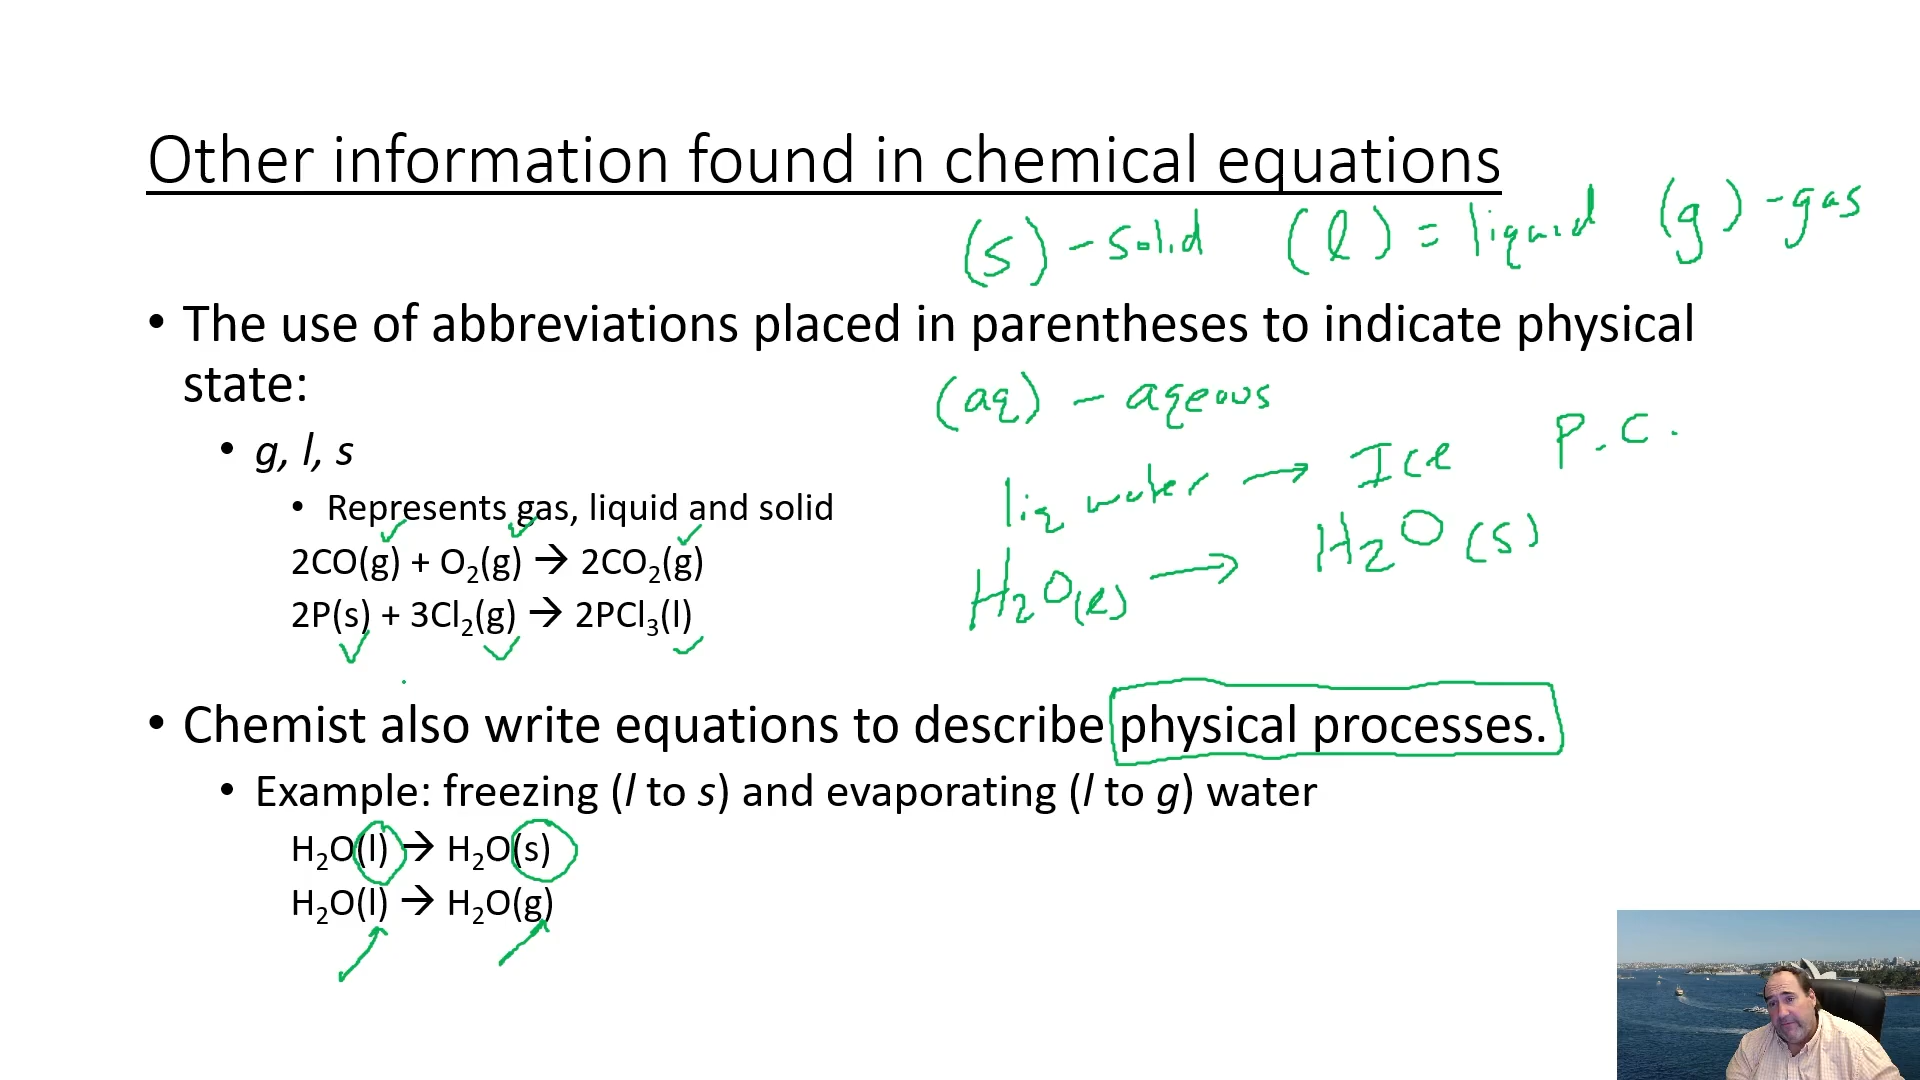 Other information found in chemical equations
(s) - solid (l) = liquid (g) - gas
• The use of abbreviations placed in parentheses to indicate physical
state:
(aq) - aqeous
• g, l, s
liq water → Ice P.C.
• Represents gas, liquid and solid
H₂O(l) → H₂O(s)
2CO(g) + O₂(g) → 2CO₂(g)
2P(s) + 3Cl₂(g) → 2PCl₃(l)
• Chemist also write equations to describe physical processes.
• Example: freezing (l to s) and evaporating (l to g) water
H₂O(l) → H₂O(s)
H₂O(l) → H₂O(g)